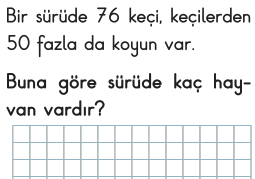 Bir sürüde 76 keçi, keçilerden
50 fazla da koyun var.
Buna göre sürüde kaç hay-
van vardır?